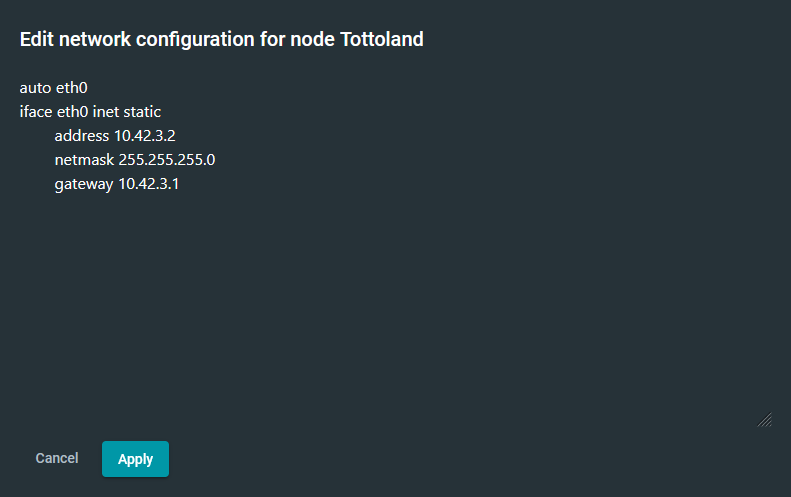 Edit network configuration for node Tottoland
auto eth0
iface eth0 inet static
address 10.42.3.2
netmask 255.255.255.0
gateway 10.42.3.1
Cancel
Apply